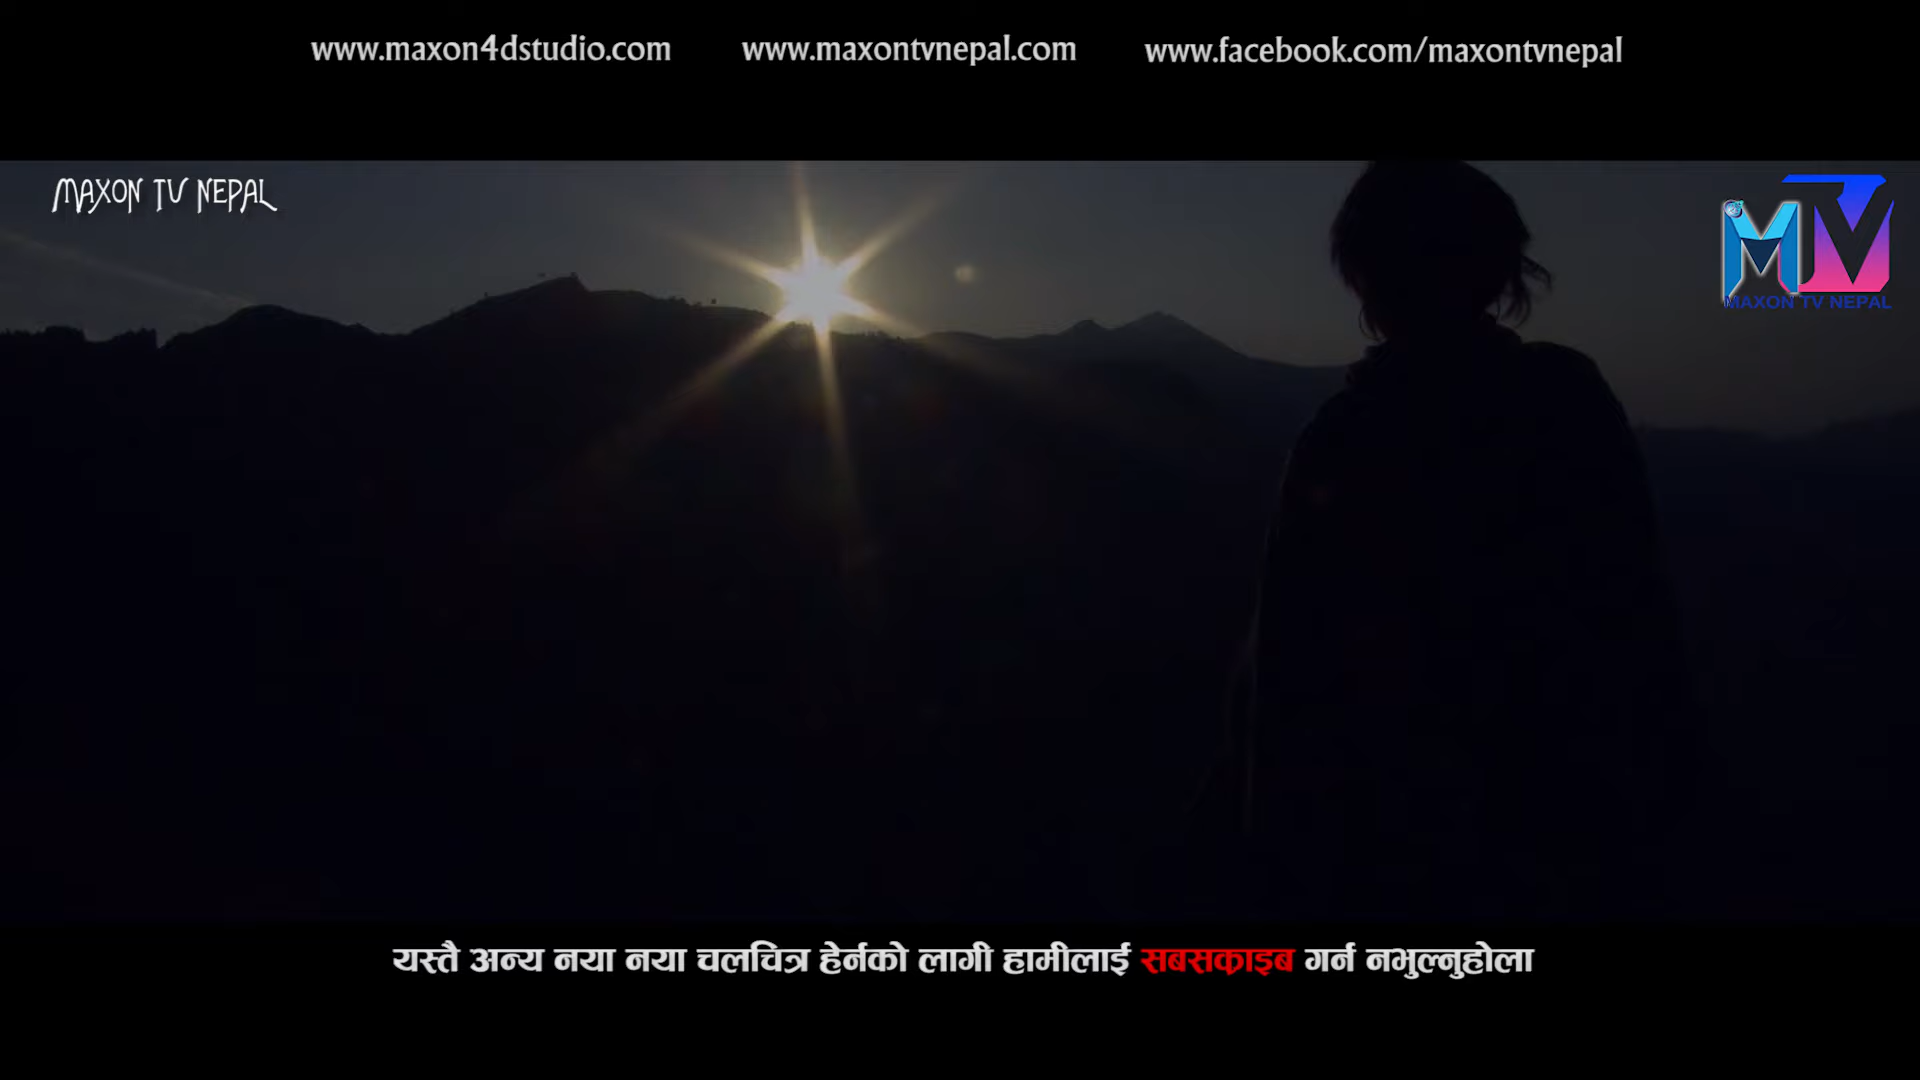 www.maxon4dstudio.com www.maxontvnepal.com www.facebook.com/maxontvnepal
MAXON TV NEPAL
MTV
MAXON TV NEPAL
यस्तै अन्य नया नया चलचित्र हेर्नको लागी हामीलाई सबसक्राइब गर्न नभुल्नुहोला